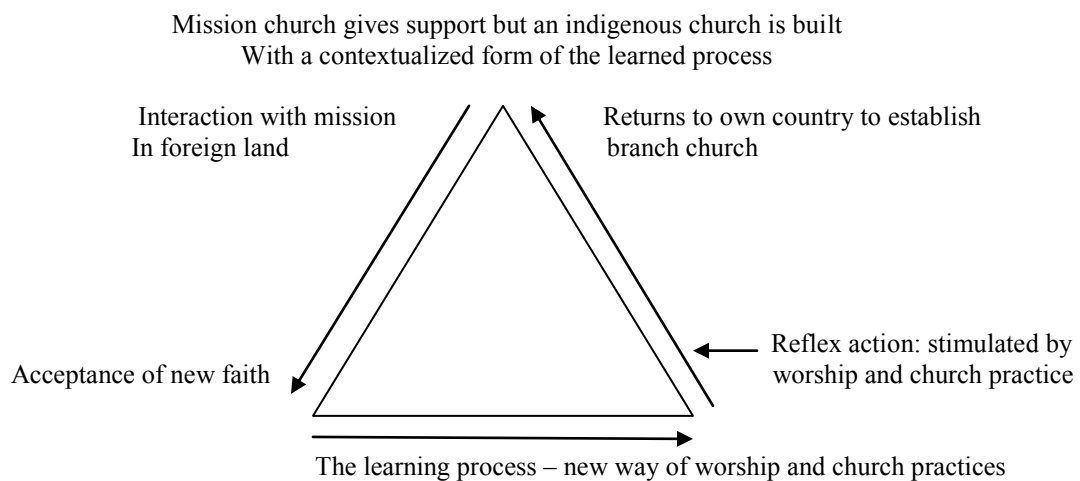 Mission church gives support but an indigenous church is built
With a contextualized form of the learned process
Interaction with mission
In foreign land
Returns to own country to establish
branch church
Acceptance of new faith
Reflex action: stimulated by
worship and church practice
The learning process – new way of worship and church practices